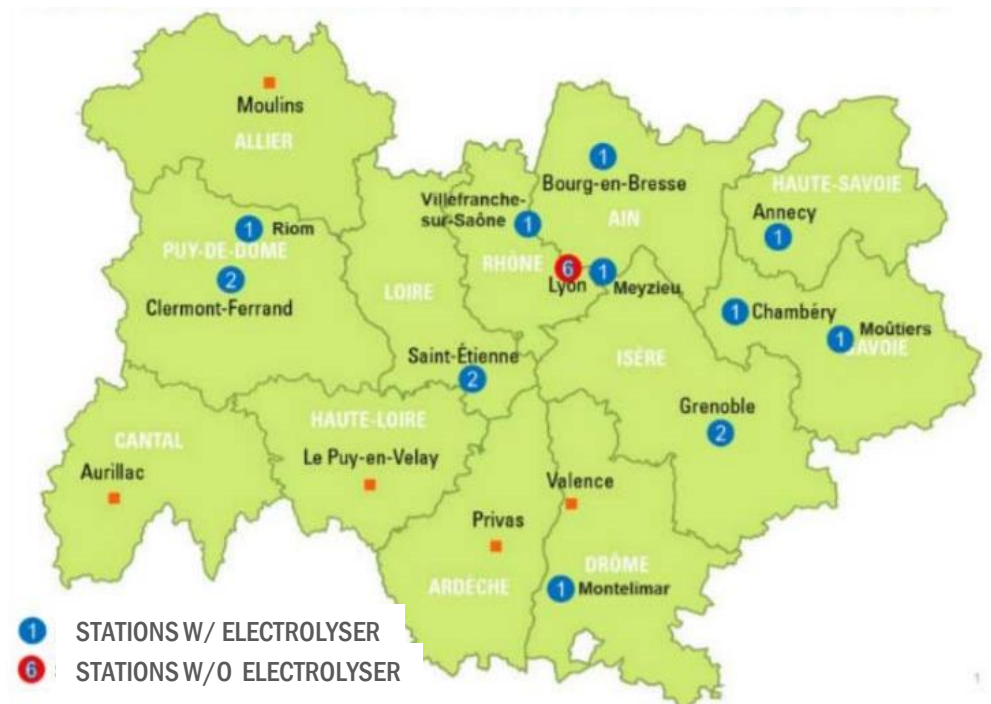 Moulins
ALLIER
1
Bourg-en-Bresse
HAUTE-SAVOIE
Villefranche-
sur-Saône
1
AIN
Annecy
1
1
Riom
PUY-DE-DOME
2
Clermont-Ferrand
RHÔNE
6
Lyon
1
Meyzieu
LOIRE
1
Chambéry
1
Moûtiers
SAVOIE
Saint-Étienne
2
ISÈRE
Grenoble
2
HAUTE-LOIRE
CANTAL
Le Puy-en-Velay
Aurillac
Valence
Privas
DRÔME
ARDÈCHE
1
Montelimar
1 STATIONS W/ ELECTROLYSER
6 STATIONS W/O ELECTROLYSER
1